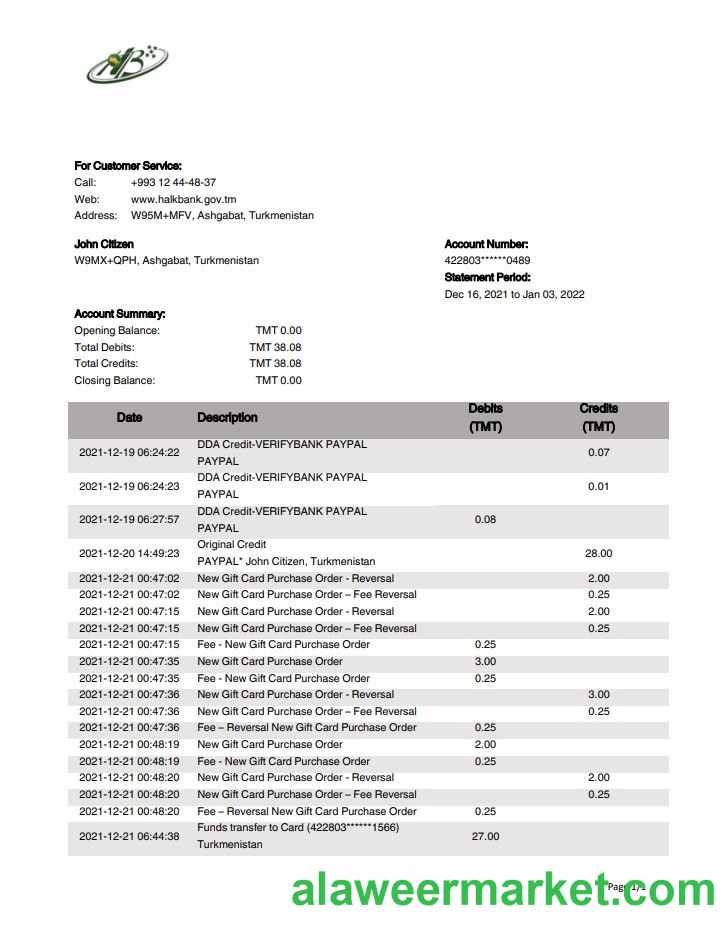 HB
For Customer Service:
Call: +993 12 44-48-37
Web: www.halkbank.gov.tm
Address: W95M+MFV, Ashgabat, Turkmenistan
John Citizen Account Number:
W9MX+QPH, Ashgabat, Turkmenistan 422803******0489
Statement Period:
Dec 16, 2021 to Jan 03, 2022
Account Summary:
Opening Balance: TMT 0.00
Total Debits: TMT 38.08
Total Credits: TMT 38.08
Closing Balance: TMT 0.00
Date Description Debits (TMT) Credits (TMT)
2021-12-19 06:24:22 DDA Credit-VERIFYBANK PAYPAL PAYPAL 0.07
2021-12-19 06:24:23 DDA Credit-VERIFYBANK PAYPAL PAYPAL 0.01
2021-12-19 06:27:57 DDA Credit-VERIFYBANK PAYPAL PAYPAL 0.08
2021-12-20 14:49:23 Original Credit PAYPAL* John Citizen, Turkmenistan 28.00
2021-12-21 00:47:02 New Gift Card Purchase Order - Reversal 2.00
2021-12-21 00:47:02 New Gift Card Purchase Order – Fee Reversal 0.25
2021-12-21 00:47:15 New Gift Card Purchase Order - Reversal 2.00
2021-12-21 00:47:15 New Gift Card Purchase Order – Fee Reversal 0.25
2021-12-21 00:47:15 Fee - New Gift Card Purchase Order 0.25
2021-12-21 00:47:35 New Gift Card Purchase Order 3.00
2021-12-21 00:47:35 Fee - New Gift Card Purchase Order 0.25
2021-12-21 00:47:36 New Gift Card Purchase Order - Reversal 3.00
2021-12-21 00:47:36 New Gift Card Purchase Order – Fee Reversal 0.25
2021-12-21 00:47:36 Fee – Reversal New Gift Card Purchase Order 0.25
2021-12-21 00:48:19 New Gift Card Purchase Order 2.00
2021-12-21 00:48:19 Fee - New Gift Card Purchase Order 0.25
2021-12-21 00:48:20 New Gift Card Purchase Order - Reversal 2.00
2021-12-21 00:48:20 New Gift Card Purchase Order – Fee Reversal 0.25
2021-12-21 00:48:20 Fee – Reversal New Gift Card Purchase Order 0.25
2021-12-21 06:44:38 Funds transfer to Card (422803******1566) Turkmenistan 27.00
Page 1/1
alaweermarket.com